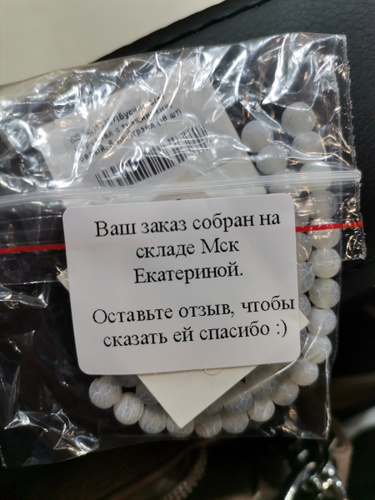 Ваш заказ собран на
складе Мск
Екатериной.
Оставьте отзыв, чтобы
сказать ей спасибо :)